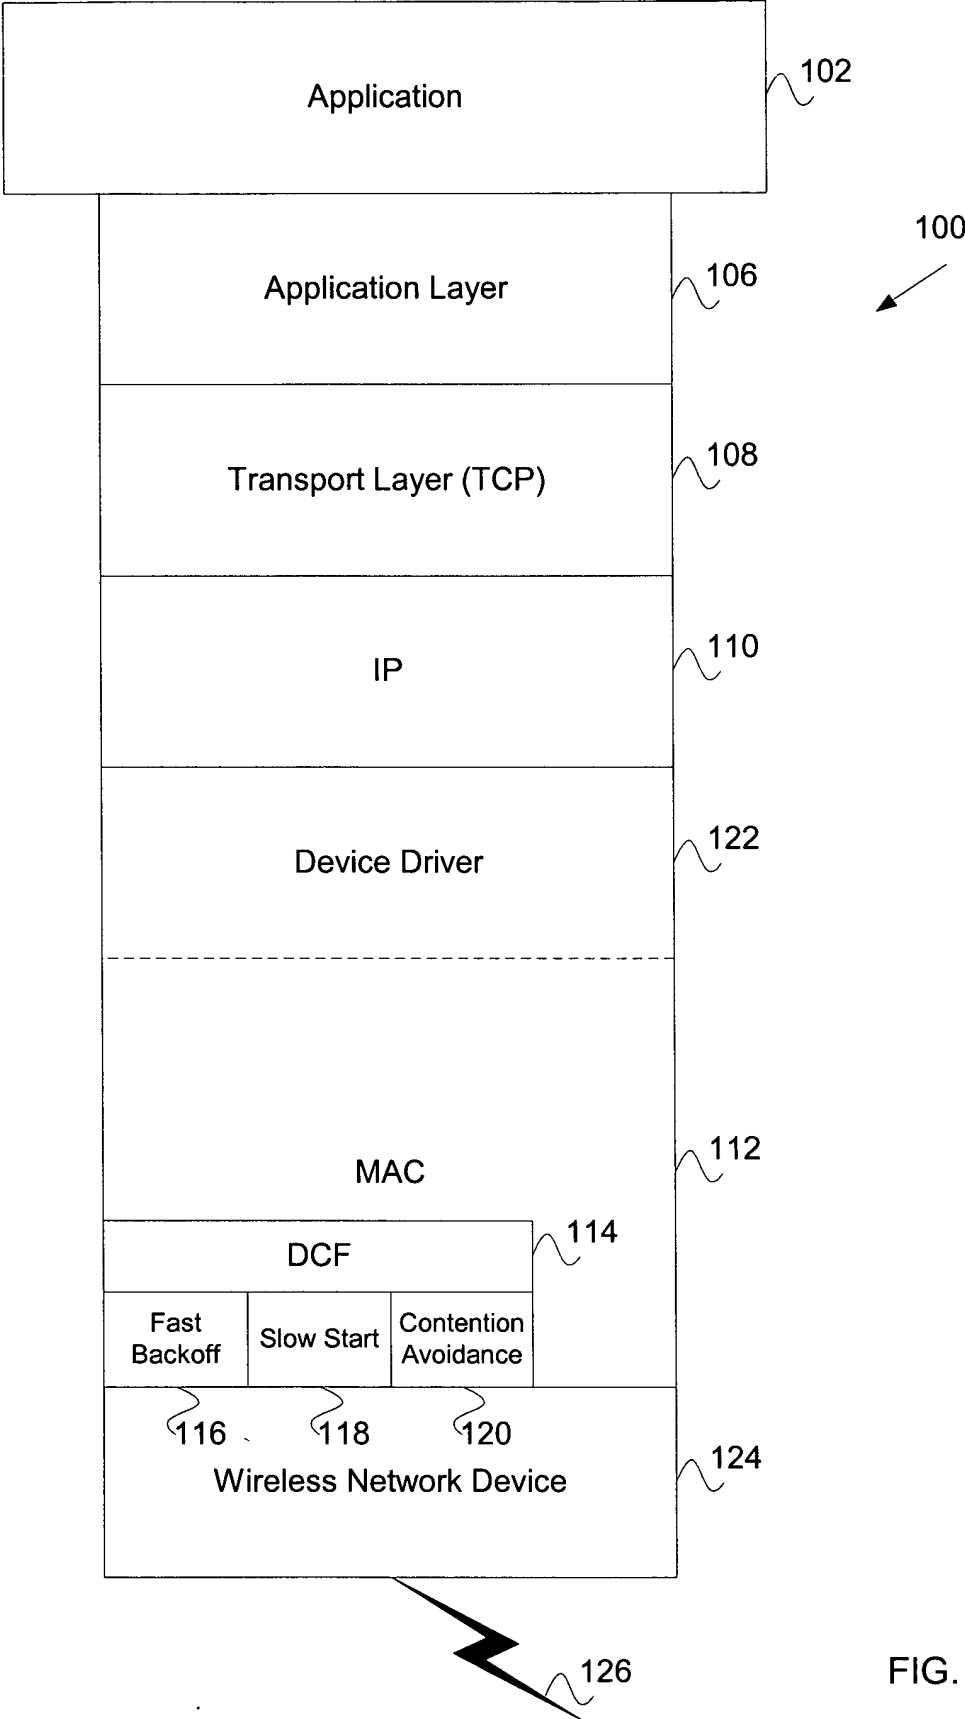 Application
102
100
Application Layer
106
Transport Layer (TCP)
108
IP
110
Device Driver
122
MAC
112
DCF
114
Fast
Backoff
Slow Start
Contention
Avoidance
116
118
120
Wireless Network Device
124
126
FIG.